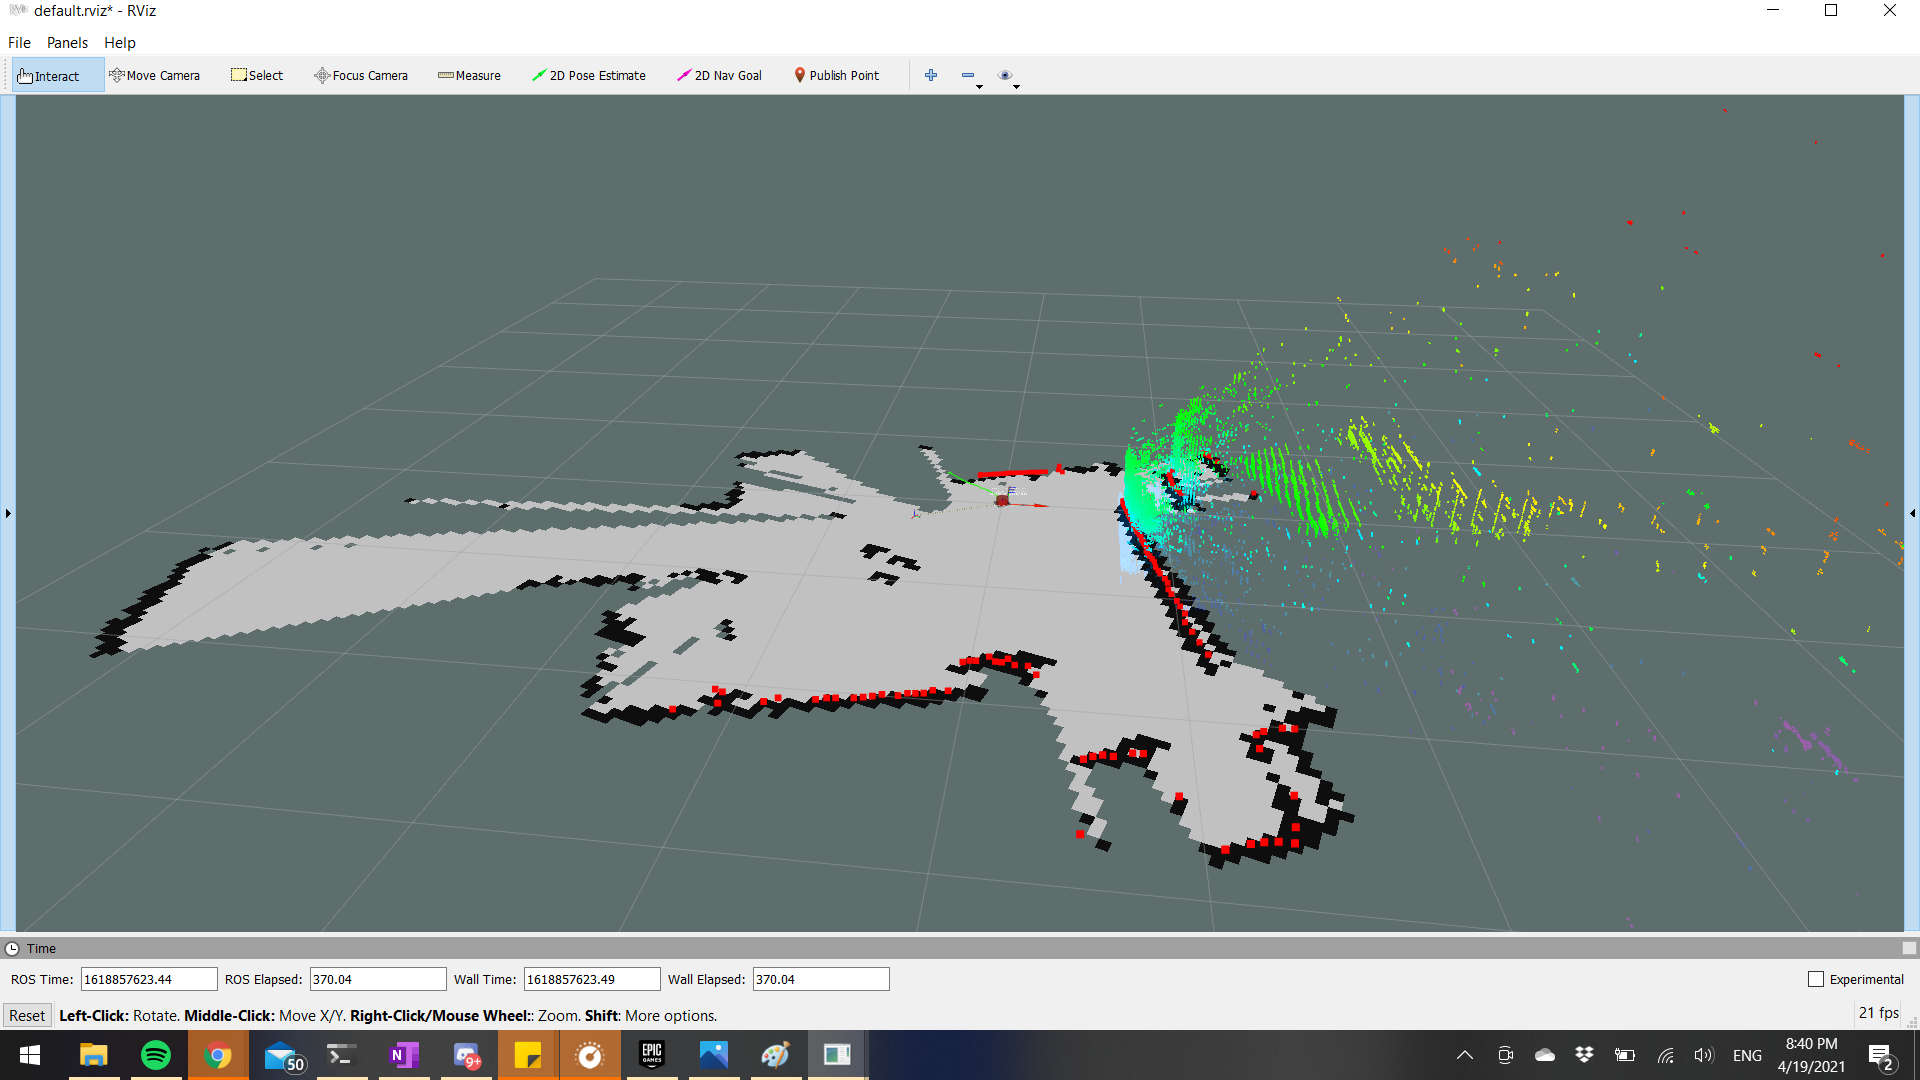 default.rviz* - RViz
File Panels Help
Interact Move Camera Select Focus Camera Measure 2D Pose Estimate 2D Nav Goal Publish Point
Time
ROS Time: 1618857623.44 ROS Elapsed: 370.04 Wall Time: 1618857623.49 Wall Elapsed: 370.04 Experimental
Reset Left-Click: Rotate. Middle-Click: Move X/Y. Right-Click/Mouse Wheel:: Zoom. Shift: More options. 21 fps
50 N 9+ EPIC GAMES ENG 8:40 PM 2
4/19/2021